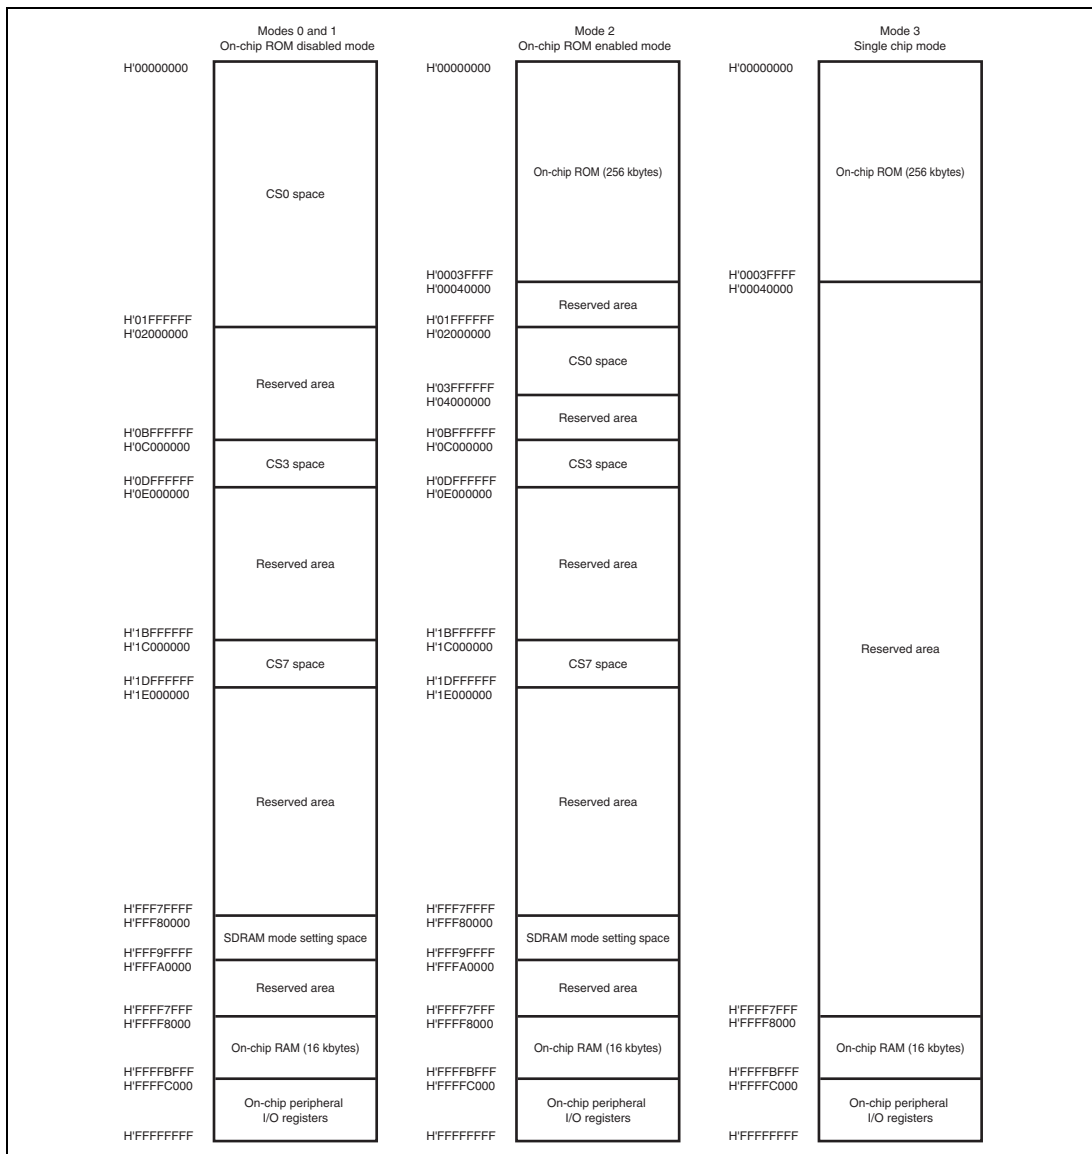 Modes 0 and 1
On-chip ROM disabled mode
H'00000000
CS0 space
H'01FFFFFF
H'02000000
Reserved area
H'0BFFFFFF
H'0C000000
CS3 space
H'0DFFFFFF
H'0E000000
Reserved area
H'1BFFFFFF
H'1C000000
CS7 space
H'1DFFFFFF
H'1E000000
Reserved area
H'FFF7FFFF
H'FFF80000
SDRAM mode setting space
H'FFF9FFFF
H'FFFA0000
Reserved area
H'FFFF7FFF
H'FFFF8000
On-chip RAM (16 kbytes)
H'FFFFBFFF
H'FFFFC000
On-chip peripheral
I/O registers
H'FFFFFFFF
Mode 2
On-chip ROM enabled mode
H'00000000
On-chip ROM (256 kbytes)
H'0003FFFF
H'00040000
Reserved area
H'01FFFFFF
H'02000000
CS0 space
H'03FFFFFF
H'04000000
Reserved area
H'0BFFFFFF
H'0C000000
CS3 space
H'0DFFFFFF
H'0E000000
Reserved area
H'1BFFFFFF
H'1C000000
CS7 space
H'1DFFFFFF
H'1E000000
Reserved area
H'FFF7FFFF
H'FFF80000
SDRAM mode setting space
H'FFF9FFFF
H'FFFA0000
Reserved area
H'FFFF7FFF
H'FFFF8000
On-chip RAM (16 kbytes)
H'FFFFBFFF
H'FFFFC000
On-chip peripheral
I/O registers
H'FFFFFFFF
Mode 3
Single chip mode
H'00000000
On-chip ROM (256 kbytes)
H'0003FFFF
H'00040000
Reserved area
H'FFFF7FFF
H'FFFF8000
On-chip RAM (16 kbytes)
H'FFFFBFFF
H'FFFFC000
On-chip peripheral
I/O registers
H'FFFFFFFF